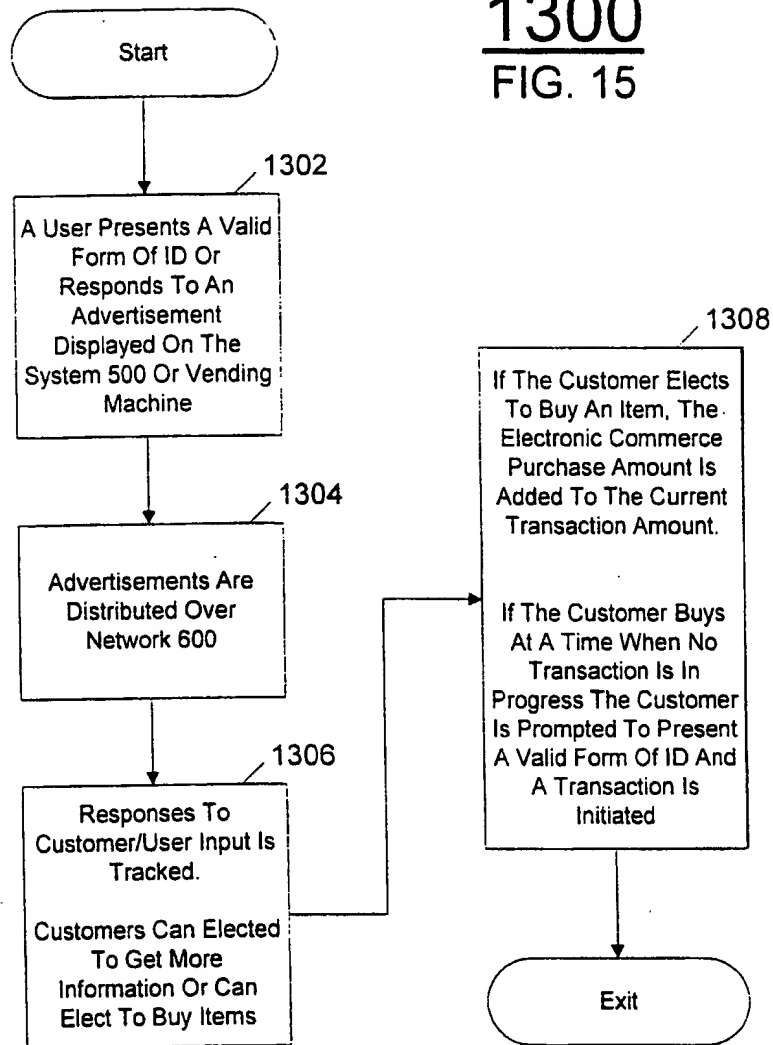 1300
FIG. 15
Start
1302
A User Presents A Valid
Form Of ID Or
Responds To An
Advertisement
Displayed On The
System 500 Or Vending
Machine
1304
Advertisements Are
Distributed Over
Network 600
1306
Responses To
Customer/User Input Is
Tracked.
Customers Can Elected
To Get More
Information Or Can
Elect To Buy Items
1308
If The Customer Elects
To Buy An Item, The
Electronic Commerce
Purchase Amount Is
Added To The Current
Transaction Amount.
If The Customer Buys
At A Time When No
Transaction Is In
Progress The Customer
Is Prompted To Present
A Valid Form Of ID And
A Transaction Is
Initiated
Exit